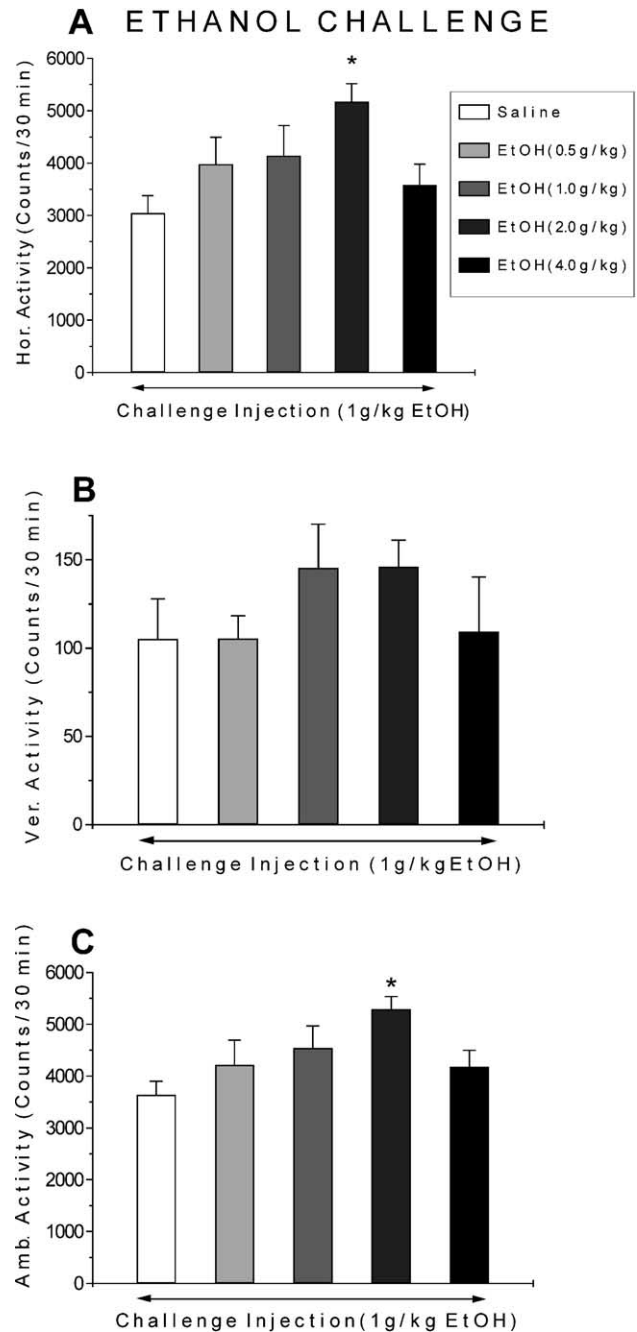 A ETHANOL CHALLENGE
*
Hor. Activity (Counts/30 min)
6000
5000
4000
3000
2000
1000
0
Saline
EtOH(0.5g/kg)
EtOH(1.0g/kg)
EtOH(2.0g/kg)
EtOH(4.0g/kg)
Challenge Injection (1g/kg EtOH)
B
Ver. Activity (Counts/30 min)
150
100
50
0
Challenge Injection (1g/kgEtOH)
C
*
Amb. Activity (Counts/30 min)
6000
5000
4000
3000
2000
1000
0
Challenge Injection (1g/kg EtOH)